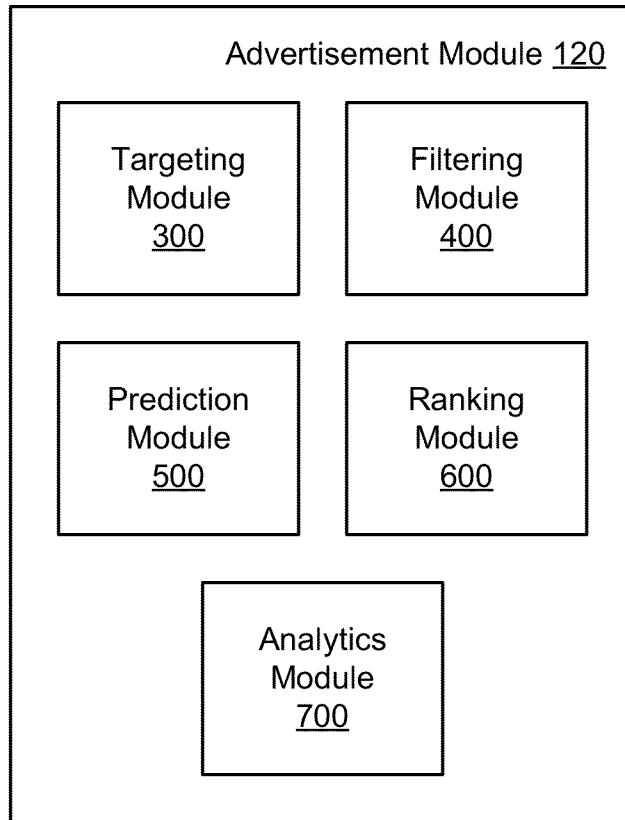 Advertisement Module 120
Targeting
Module
300
Filtering
Module
400
Prediction
Module
500
Ranking
Module
600
Analytics
Module
700